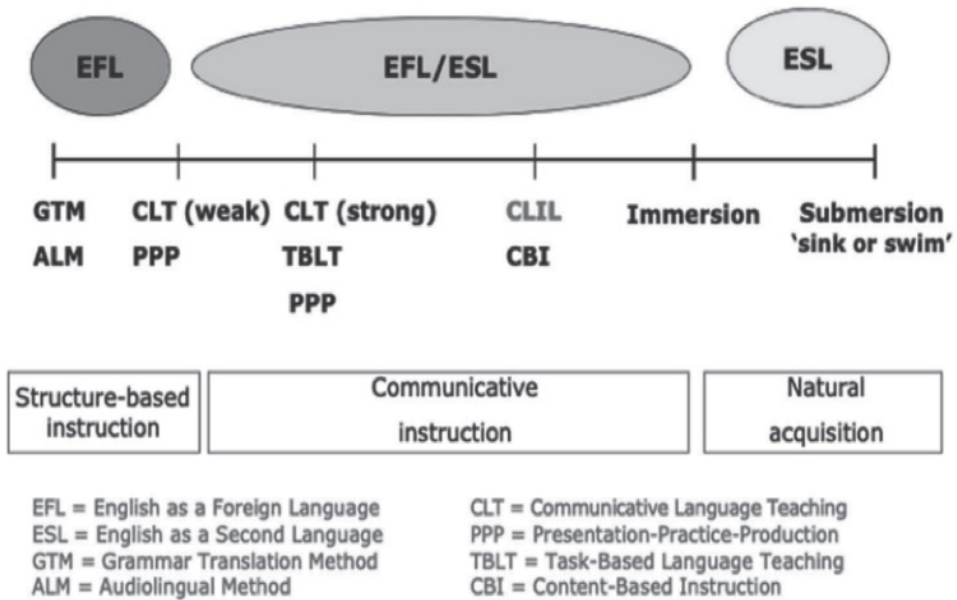 EFL EFL/ESL ESL
GTM CLT (weak) CLT (strong) CLIL Immersion Submersion
'sink or swim'
ALM PPP TBLT CBI
PPP
Structure-based
instruction
Communicative
instruction
Natural
acquisition
EFL = English as a Foreign Language
ESL = English as a Second Language
GTM = Grammar Translation Method
ALM = Audiolingual Method
CLT = Communicative Language Teaching
PPP = Presentation-Practice-Production
TBLT = Task-Based Language Teaching
CBI = Content-Based Instruction